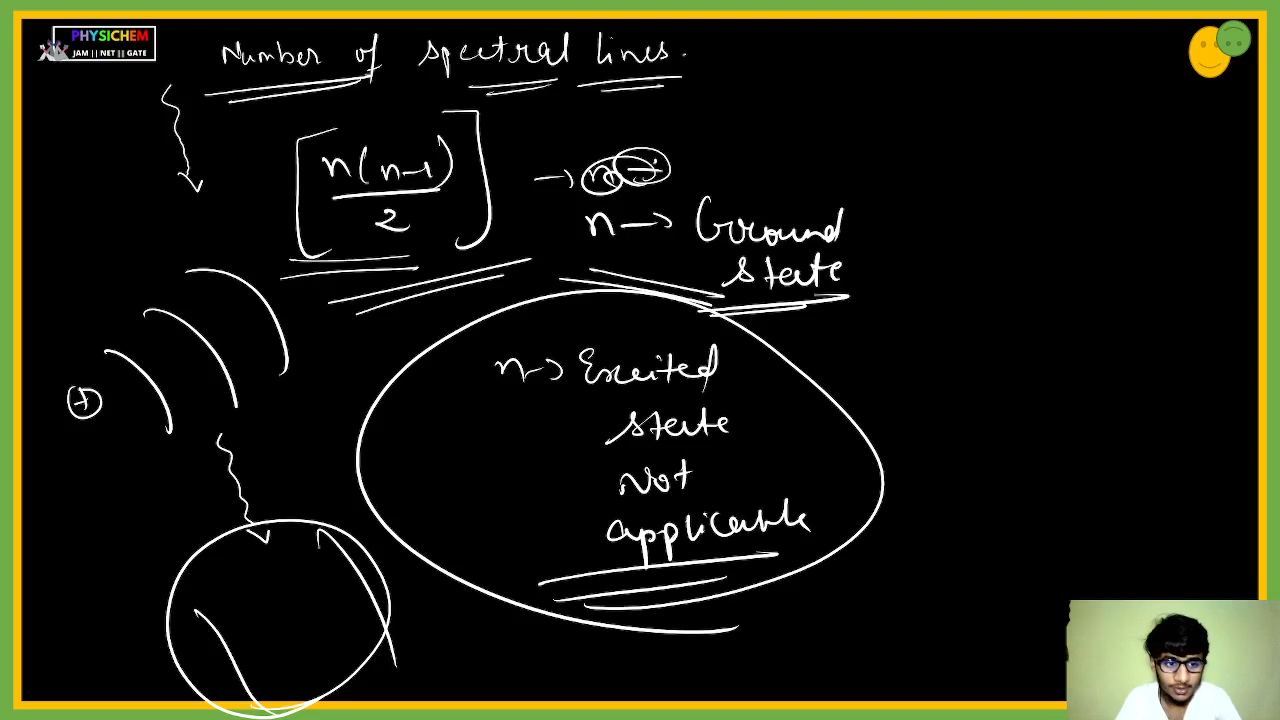 PHYSICHEM
JAM || NET || GATE
Number of spectral lines.
n(n-1)
2
n → Ground
state
n → Excited
state
Not
applicable
+